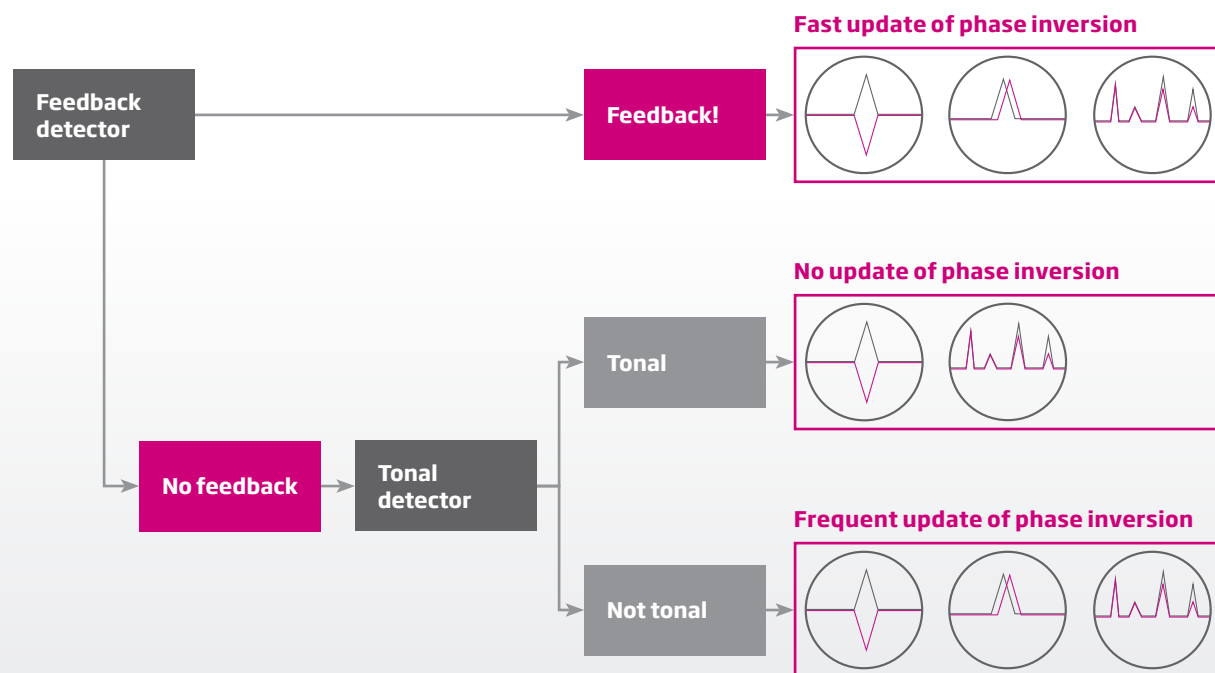 Fast update of phase inversion
Feedback
detector
Feedback!
No update of phase inversion
Tonal
No feedback
Tonal
detector
Frequent update of phase inversion
Not tonal